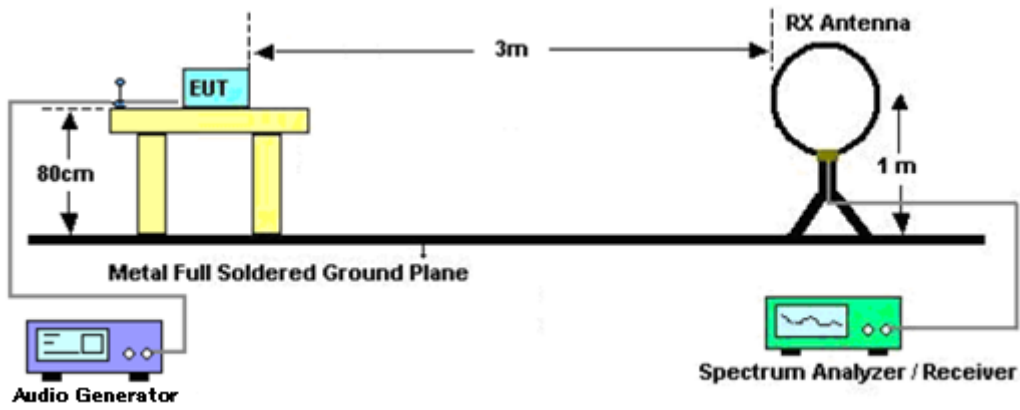 RX Antenna
3m
EUT
80cm
1 m
Metal Full Soldered Ground Plane
Spectrum Analyzer / Receiver
Audio Generator